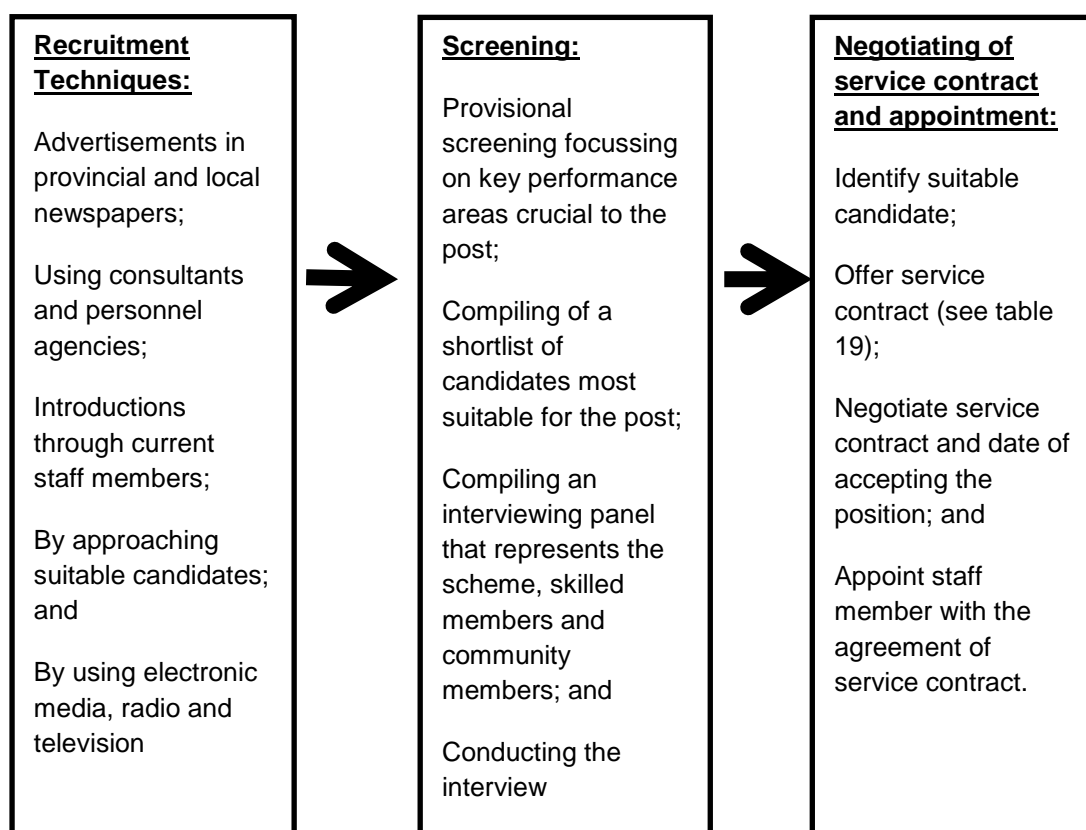 Recruitment
Techniques:
Advertisements in
provincial and local
newspapers;
Using consultants
and personnel
agencies;
Introductions
through current
staff members;
By approaching
suitable candidates;
and
By using electronic
media, radio and
television
Screening:
Provisional
screening focussing
on key performance
areas crucial to the
post;
Compiling of a
shortlist of
candidates most
suitable for the post;
Compiling an
interviewing panel
that represents the
scheme, skilled
members and
community
members; and
Conducting the
interview
Negotiating of
service contract
and appointment:
Identify suitable
candidate;
Offer service
contract (see table
19);
Negotiate service
contract and date of
accepting the
position; and
Appoint staff
member with the
agreement of
service contract.